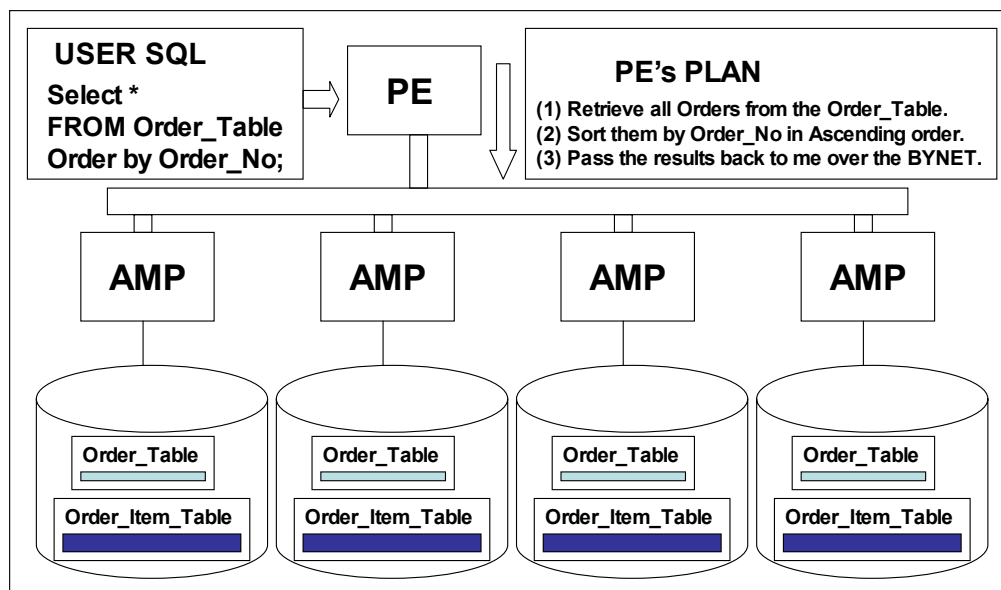 USER SQL
Select *
FROM Order_Table
Order by Order_No;
PE
PE's PLAN
(1) Retrieve all Orders from the Order_Table.
(2) Sort them by Order_No in Ascending order.
(3) Pass the results back to me over the BYNET.
AMP
AMP
AMP
AMP
Order_Table
Order_Table
Order_Table
Order_Table
Order_Item_Table
Order_Item_Table
Order_Item_Table
Order_Item_Table